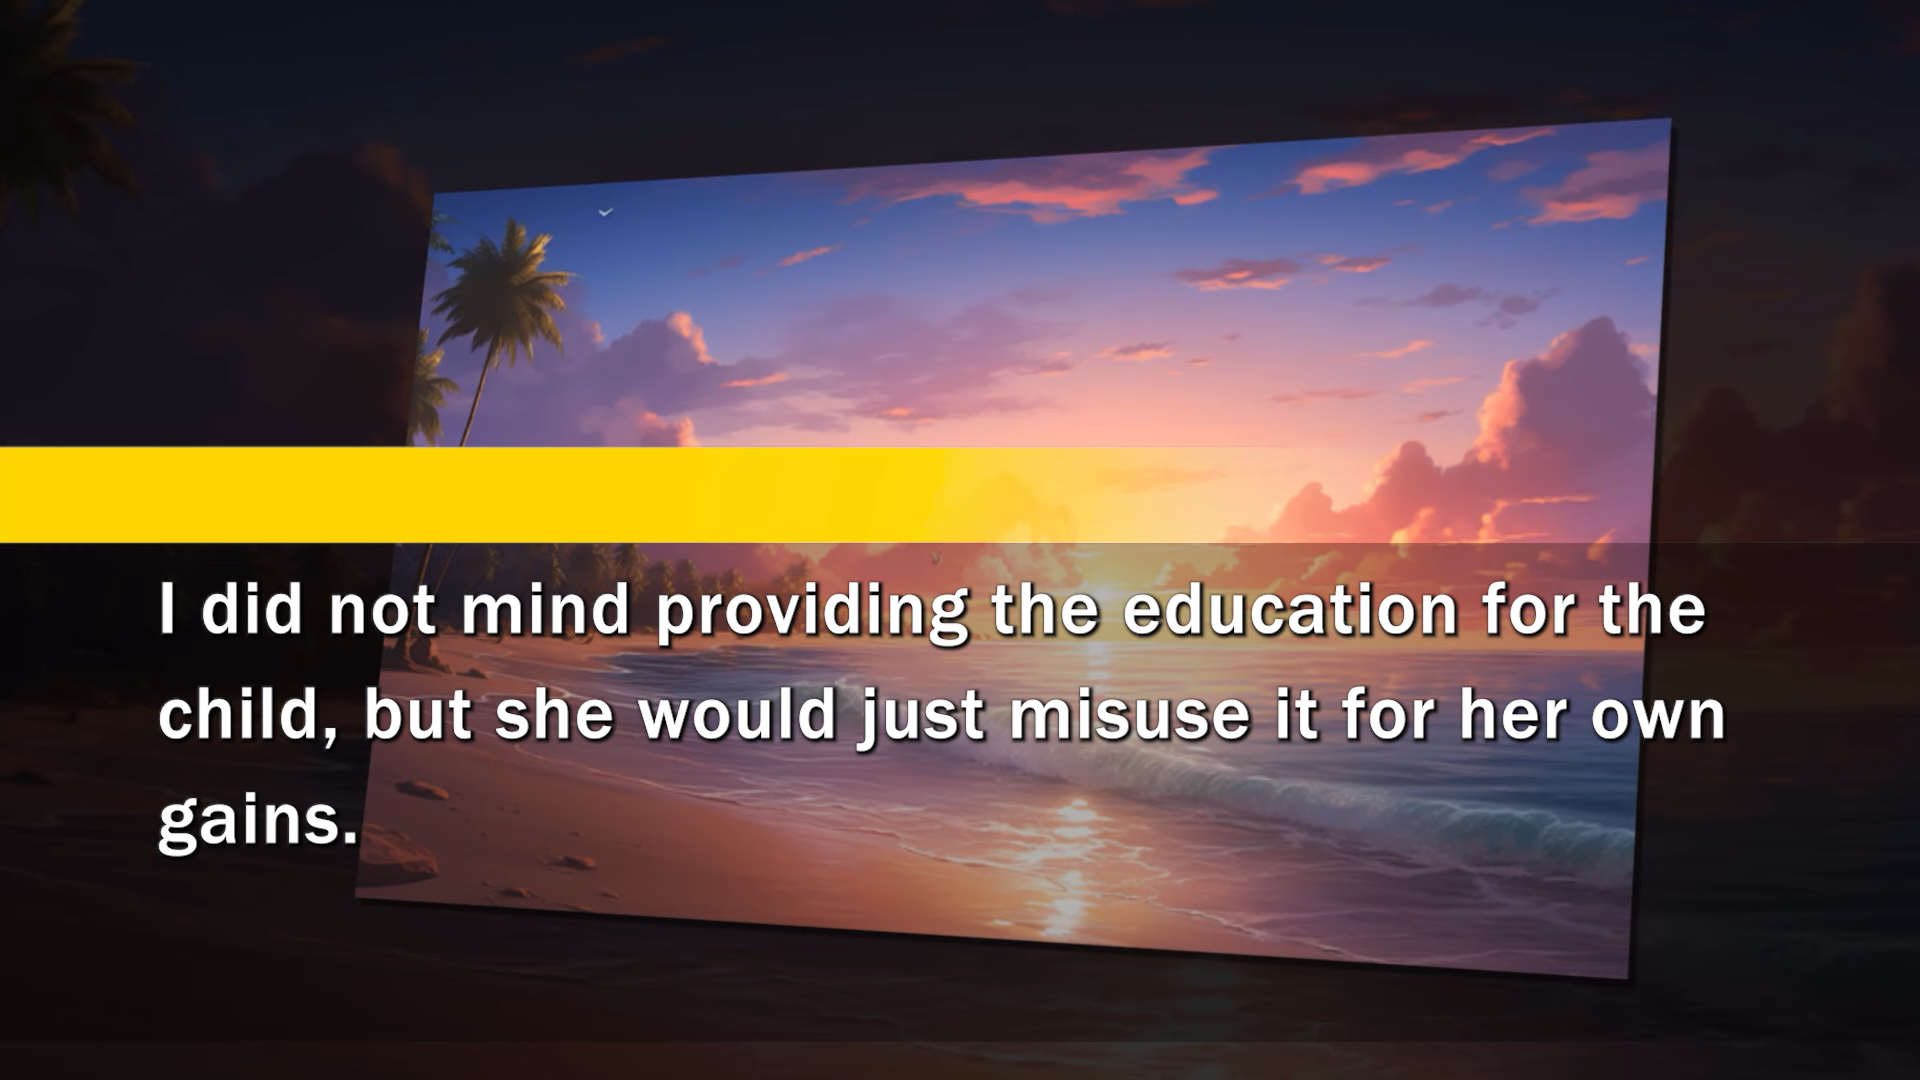 I did not mind providing the education for the
child, but she would just misuse it for her own
gains.